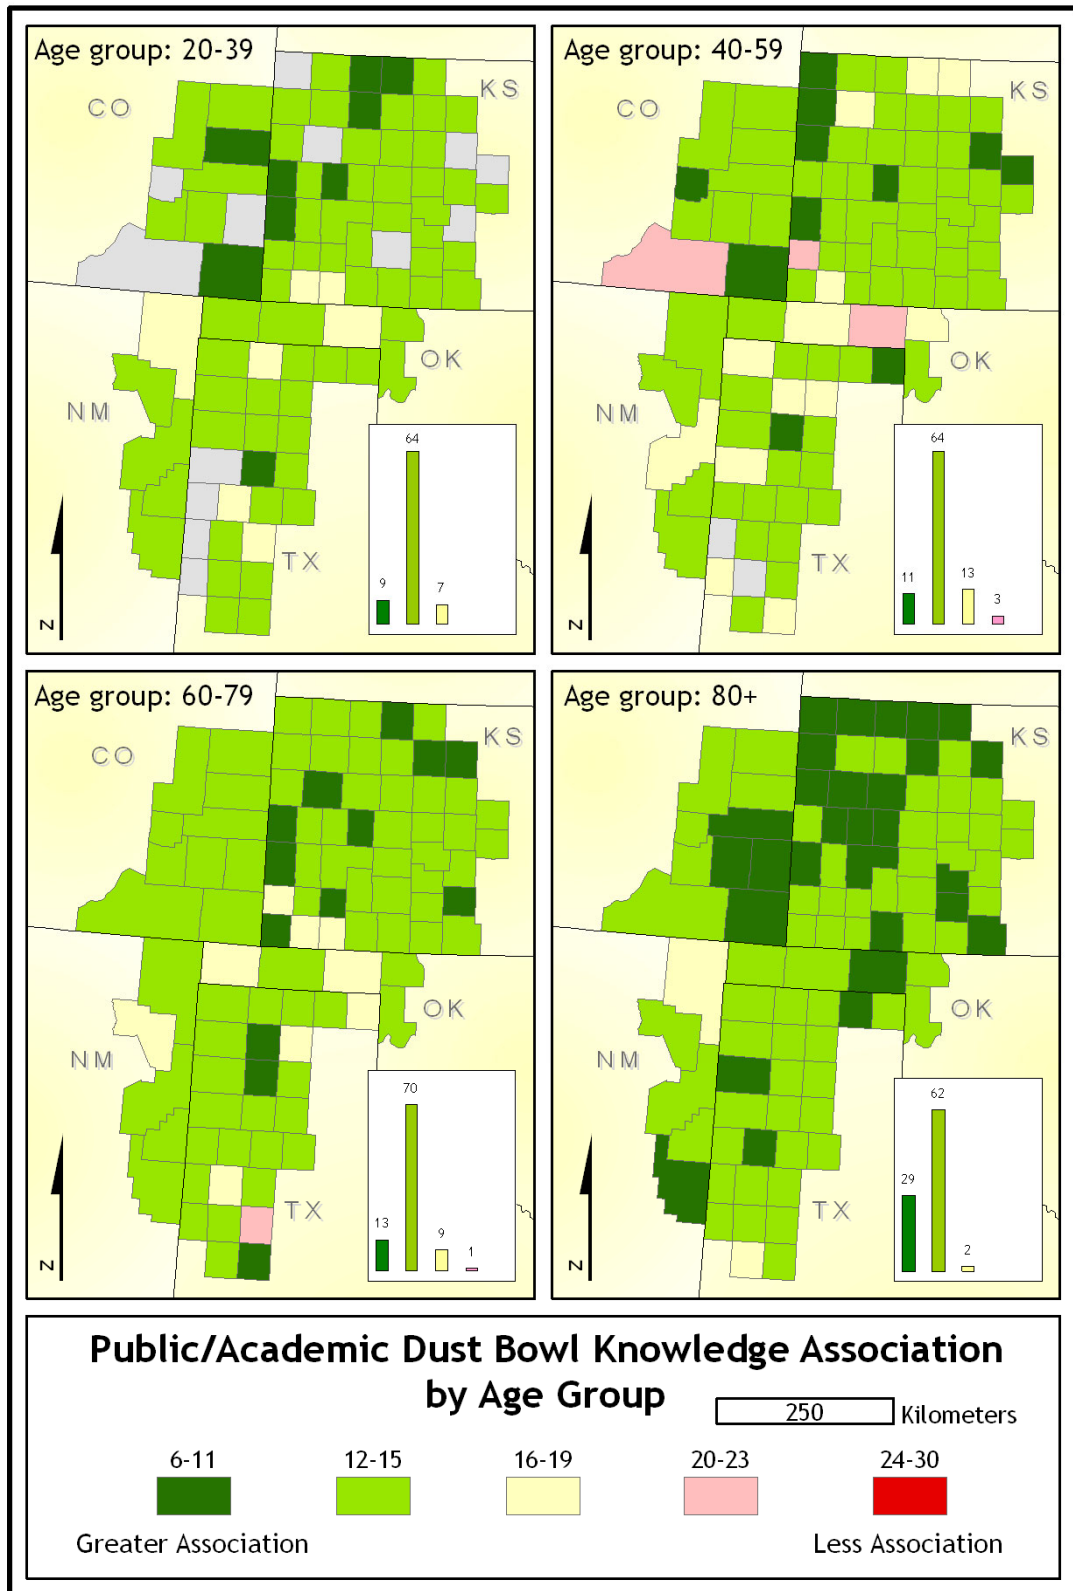 Age group: 20-39
CO
KS
NM
OK
TX
N
9
64
7
Age group: 40-59
CO
KS
NM
OK
TX
N
11
64
13
3
Age group: 60-79
CO
KS
NM
OK
TX
N
13
70
9
1
Age group: 80+
KS
NM
OK
TX
N
29
62
2
Public/Academic Dust Bowl Knowledge Association
by Age Group
250 Kilometers
6-11 12-15 16-19 20-23 24-30
Greater Association Less Association